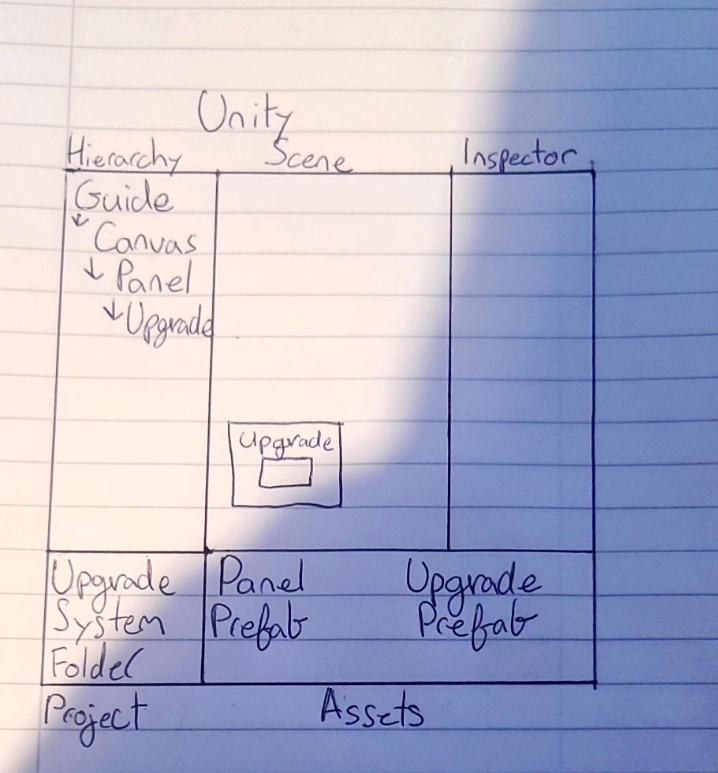 Unity
Hierarchy Scene Inspector
Guide
Canvas
Panel
Upgrade
Upgrade
Upgrade System Folder
Panel Prefab
Upgrade Prefab
Project Assets